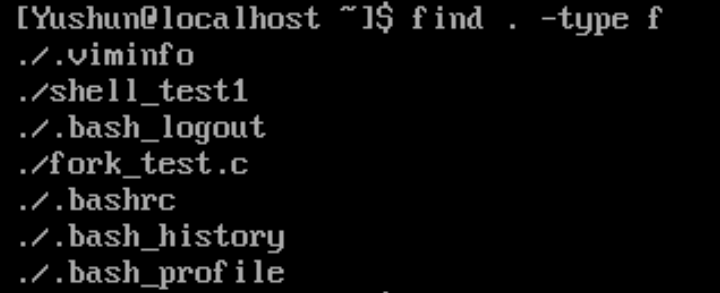 [Yushun@localhost ~]$ find . -type f
./.viminfo
./shell_test1
./.bash_logout
./fork_test.c
./.bashrc
./.bash_history
./.bash_profile